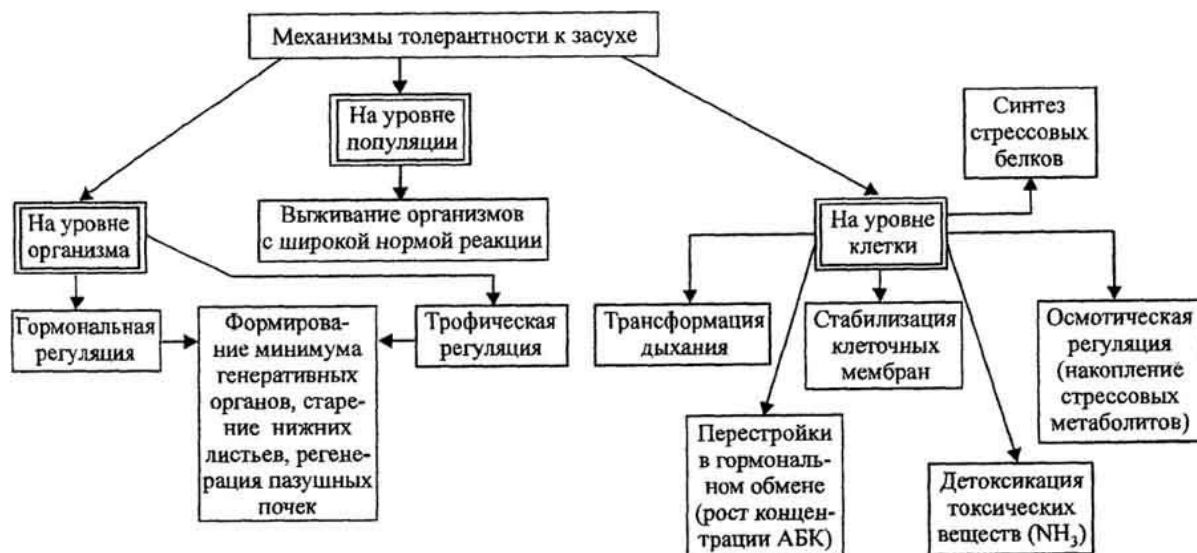 Механизмы толерантности к засухе
На уровне
популяции
Синтез
стрессовых
белков
На уровне
организма
Выживание организмов
с широкой нормой реакции
На уровне
клетки
Гормональная
регуляция
Формирова-
ние минимума
генеративных
органов, старе-
ние нижних
листьев, регене-
рация пазушных
почек
Трофическая
регуляция
Трансформация
дыхания
Стабилизация
клеточных
мембран
Осмотическая
регуляция
(накопление
стрессовых
метаболитов)
Перестройки
в гормональ-
ном обмене
(рост концен-
трации АБК)
Детоксикация
токсических
веществ (NH₃)